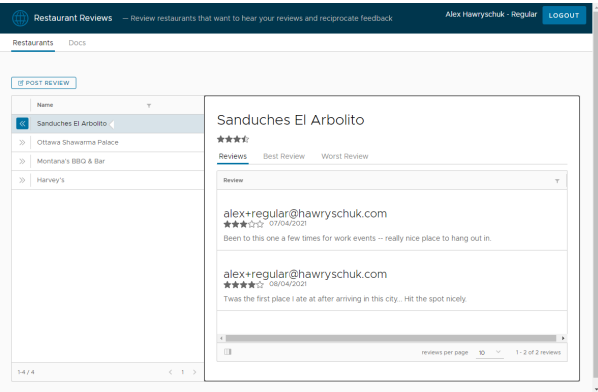 Restaurant Reviews — Review restaurants that want to hear your reviews and reciprocate feedback Alex Hawryschuk - Regular LOGOUT
Restaurants Docs
POST REVIEW
Name
Sanduches El Arbolito
Ottawa Shawarma Palace
Montana's BBQ & Bar
Harvey's
1-4 / 4 1
Sanduches El Arbolito
Reviews Best Review Worst Review
Review
alex+regular@hawryschuk.com
07/04/2021
Been to this one a few times for work events -- really nice place to hang out in.
alex+regular@hawryschuk.com
08/04/2021
Twas the first place I ate at after arriving in this city... Hit the spot nicely.
reviews per page 10 1 - 2 of 2 reviews